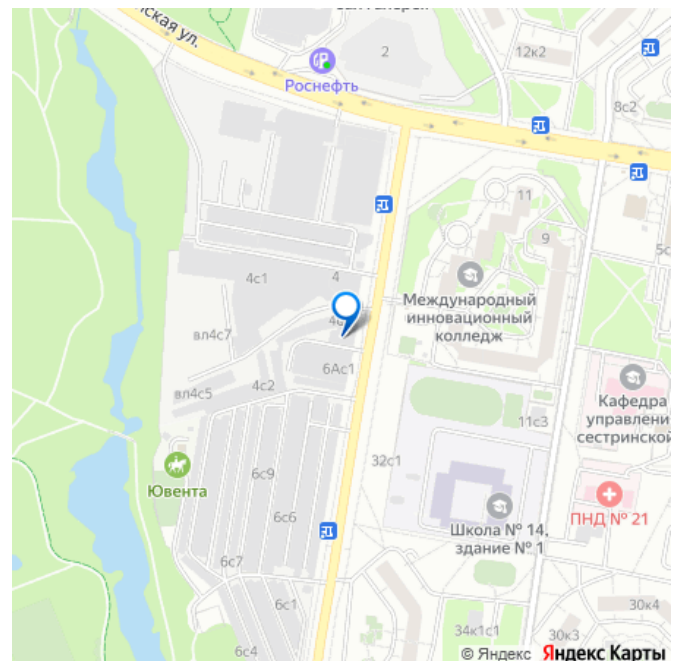 ская ул.
2
12к2
Роснефть
8с2
11
9
4с1
4
Международный
инновационный
колледж
вл4с7
6Ас1
4с2
вл4с5
Кафедра
управлени
сестринской
11с3
Ювента
6с9
32с1
6с6
Школа № 14,
здание № 1
ПНД № 21
6с7
6с1
30к4
34к1с1
30к3
6с4
© Яндекс Яндекс Карты